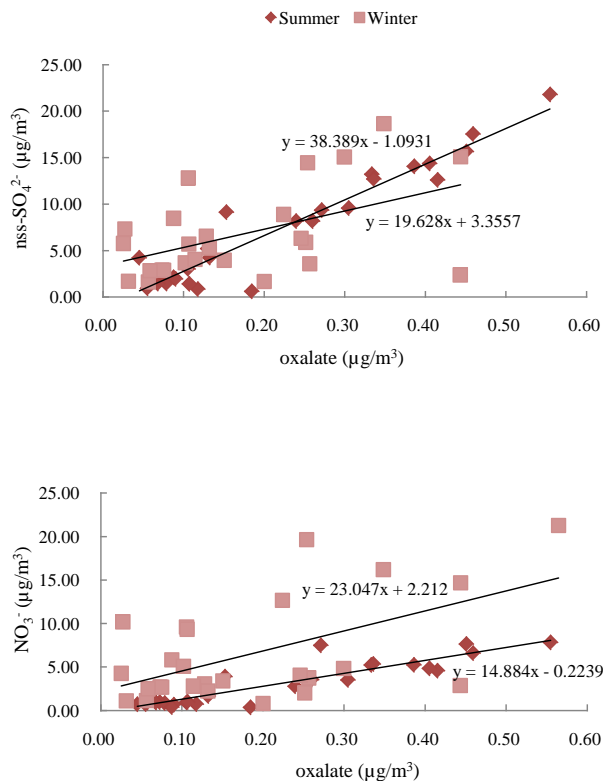 Summer Winter
nss-SO₄²⁻ (µg/m³)
25.00
20.00
15.00
10.00
5.00
0.00
y = 38.389x - 1.0931
y = 19.628x + 3.3557
0.00 0.10 0.20 0.30 0.40 0.50 0.60
oxalate (µg/m³)
NO₃⁻ (µg/m³)
25.00
20.00
15.00
10.00
5.00
0.00
y = 23.047x + 2.212
y = 14.884x - 0.2239
0.00 0.10 0.20 0.30 0.40 0.50 0.60
oxalate (µg/m³)